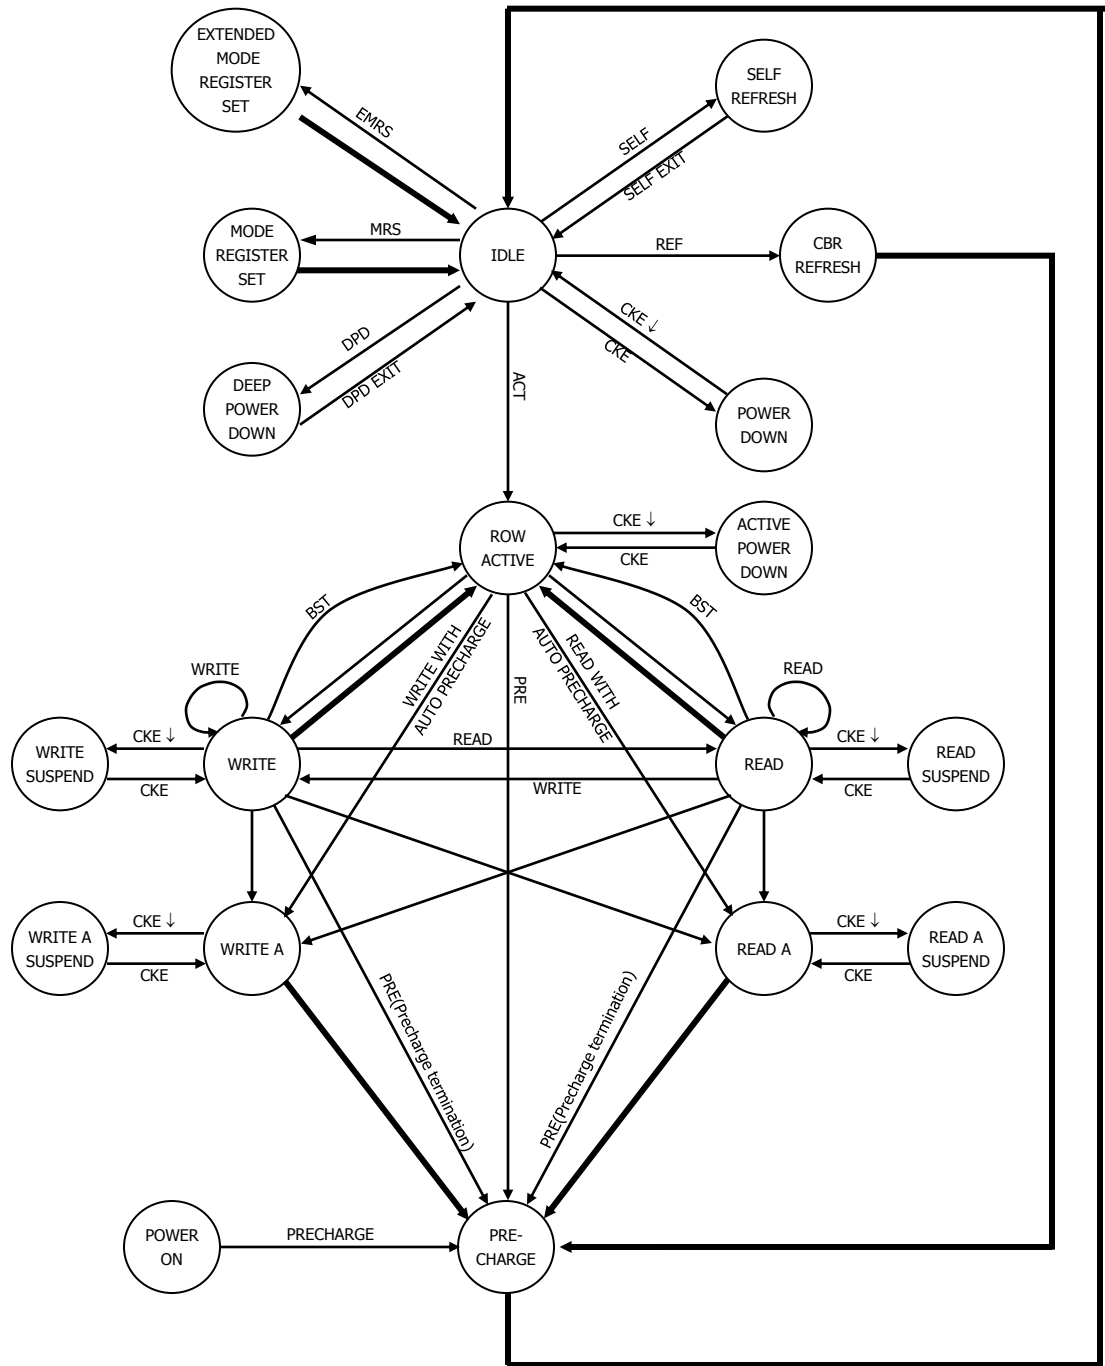 EXTENDED
MODE
REGISTER
SET
SELF
REFRESH
EMRS
SELF
SELF EXIT
MODE
REGISTER
SET
MRS
IDLE
REF
CBR
REFRESH
DPD
DPD EXIT
CKE ↓
CKE
ACT
DEEP
POWER
DOWN
POWER
DOWN
ROW
ACTIVE
CKE ↓
CKE
ACTIVE
POWER
DOWN
BST
BST
WRITE WITH
AUTO PRECHARGE
PRE
READ WITH
AUTO PRECHARGE
WRITE
READ
WRITE
SUSPEND
CKE ↓
CKE
WRITE
READ
WRITE
READ
CKE ↓
CKE
READ
SUSPEND
WRITE A
SUSPEND
CKE ↓
CKE
WRITE A
READ A
CKE ↓
CKE
READ A
SUSPEND
PRE(Precharge termination)
PRE(Precharge termination)
POWER
ON
PRECHARGE
PRE-
CHARGE